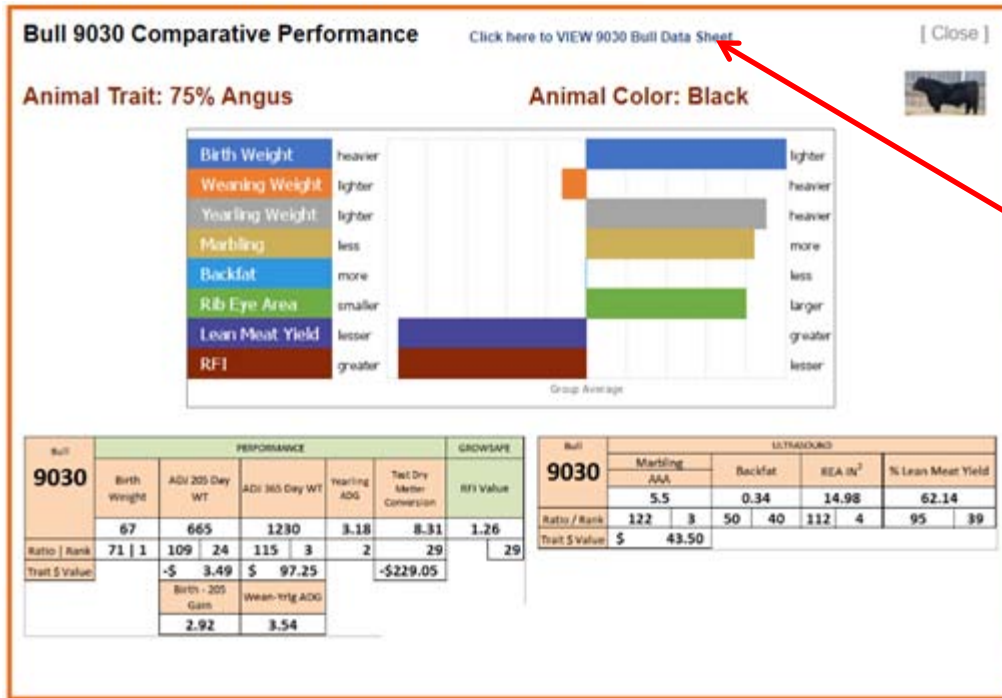 Bull 9030 Comparative Performance Click here to VIEW 9030 Bull Data Sheet [ Close ]
Animal Trait: 75% Angus Animal Color: Black
Birth Weight heavier lighter
Weaning Weight lighter heavier
Yearling Weight lighter heavier
Marbling less more
Backfat more less
Rib Eye Area smaller larger
Lean Meat Yield lesser greater
RFI greater lesser
Group Average
Bull PERFORMANCE GROWSAFE
9030 Birth Weight ADJ 205 Day WT ADJ 365 Day WT Yearling ADG Test Dry Matter Conversion RFI Value
67 665 1230 3.18 8.31 1.26
Ratio | Rank 71 | 1 109 24 115 3 2 29 29
Trait $ Value -$ 3.49 $ 97.25 -$229.05
Birth - 205 Gain Wean-Yrlg ADG
2.92 3.54
Bull ULTRASOUND
9030 Marbling AAA Backfat REA IN² % Lean Meat Yield
5.5 0.34 14.98 62.14
Ratio / Rank 122 3 50 40 112 4 95 39
Trait $ Value $ 43.50